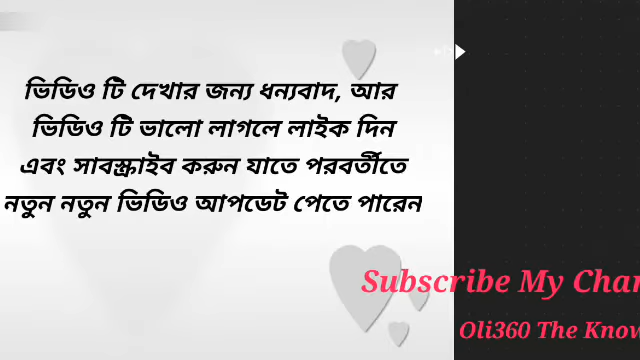 ভিডিও টি দেখার জন্য ধন্যবাদ, আর
ভিডিও টি ভালো লাগলে লাইক দিন
এবং সাবস্ক্রাইব করুন যাতে পরবর্তীতে
নতুন নতুন ভিডিও আপডেট পেতে পারেন
Subscribe My
Oli360 The